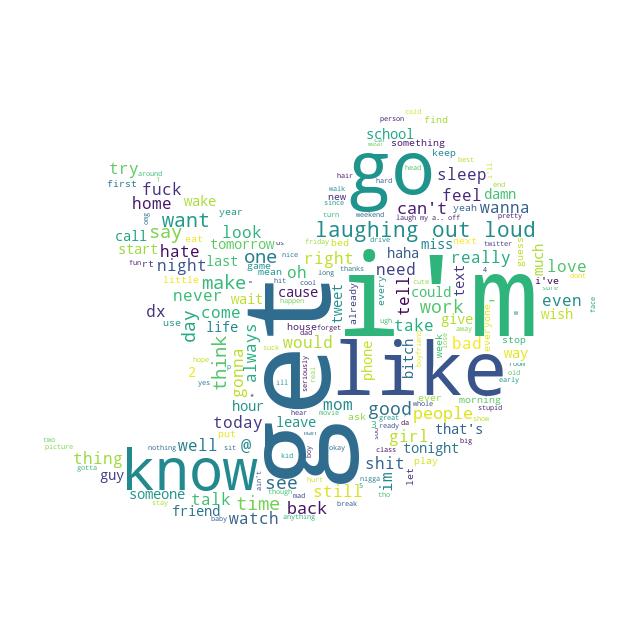 cold
person
find
school
something
keep
go
sleep
head
hair
hard
best
end
try
around
first
fuck
home
wake
want
say
call
start
hate
night
fun
rt
year
look
tomorrow
last
eat
mean
game
little
one
oh
friday
bed
nice
long
right
new
walk
since
turn
weekend
laugh my a.. off
feel
damn
can't
yeah
wanna
pretty
laughing out loud
drive
haha
miss
next
twitter
really
guess
much
love
dont
i've
even
wish
face
need
tell
text
could
work
every
already
thanks
tweet
i'm
take
give
away
everyone
stop
way
room
old
early
bad
dx
use
never
come
make
wait
cause
hit
cool
happen
day
life
house
forget
would
think
gonna
always
suck
hope
2
yes
ill
seriously
real
get
like
phone
bitch
boyfriend
week
cute
ugh
hour
today
mom
movie
leave
hear
good
people
ever
whole
morning
stupid
show
that's
big
girl
tonight
ask
great
ready
3
da
class
put
well
@
sit
nothing
two
picture
gotta
thing
guy
know
kid
okay
boy
man
dad
see
shit
im
play
let
still
hurt
nigga
tho
break
someone
talk
time
back
though
mad
ain't
stay
friend
baby
watch
anything
omg